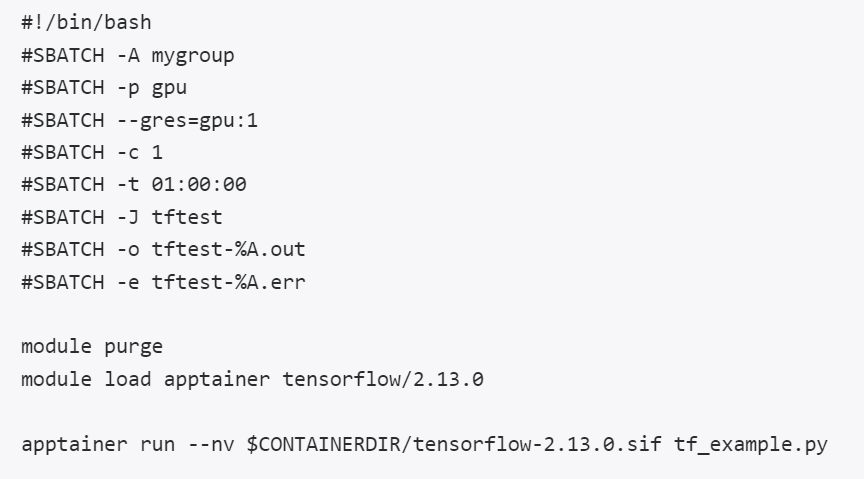 #!/bin/bash
#SBATCH -A mygroup
#SBATCH -p gpu
#SBATCH --gres=gpu:1
#SBATCH -c 1
#SBATCH -t 01:00:00
#SBATCH -J tftest
#SBATCH -o tftest-%A.out
#SBATCH -e tftest-%A.err

module purge
module load apptainer tensorflow/2.13.0

apptainer run --nv $CONTAINERDIR/tensorflow-2.13.0.sif tf_example.py